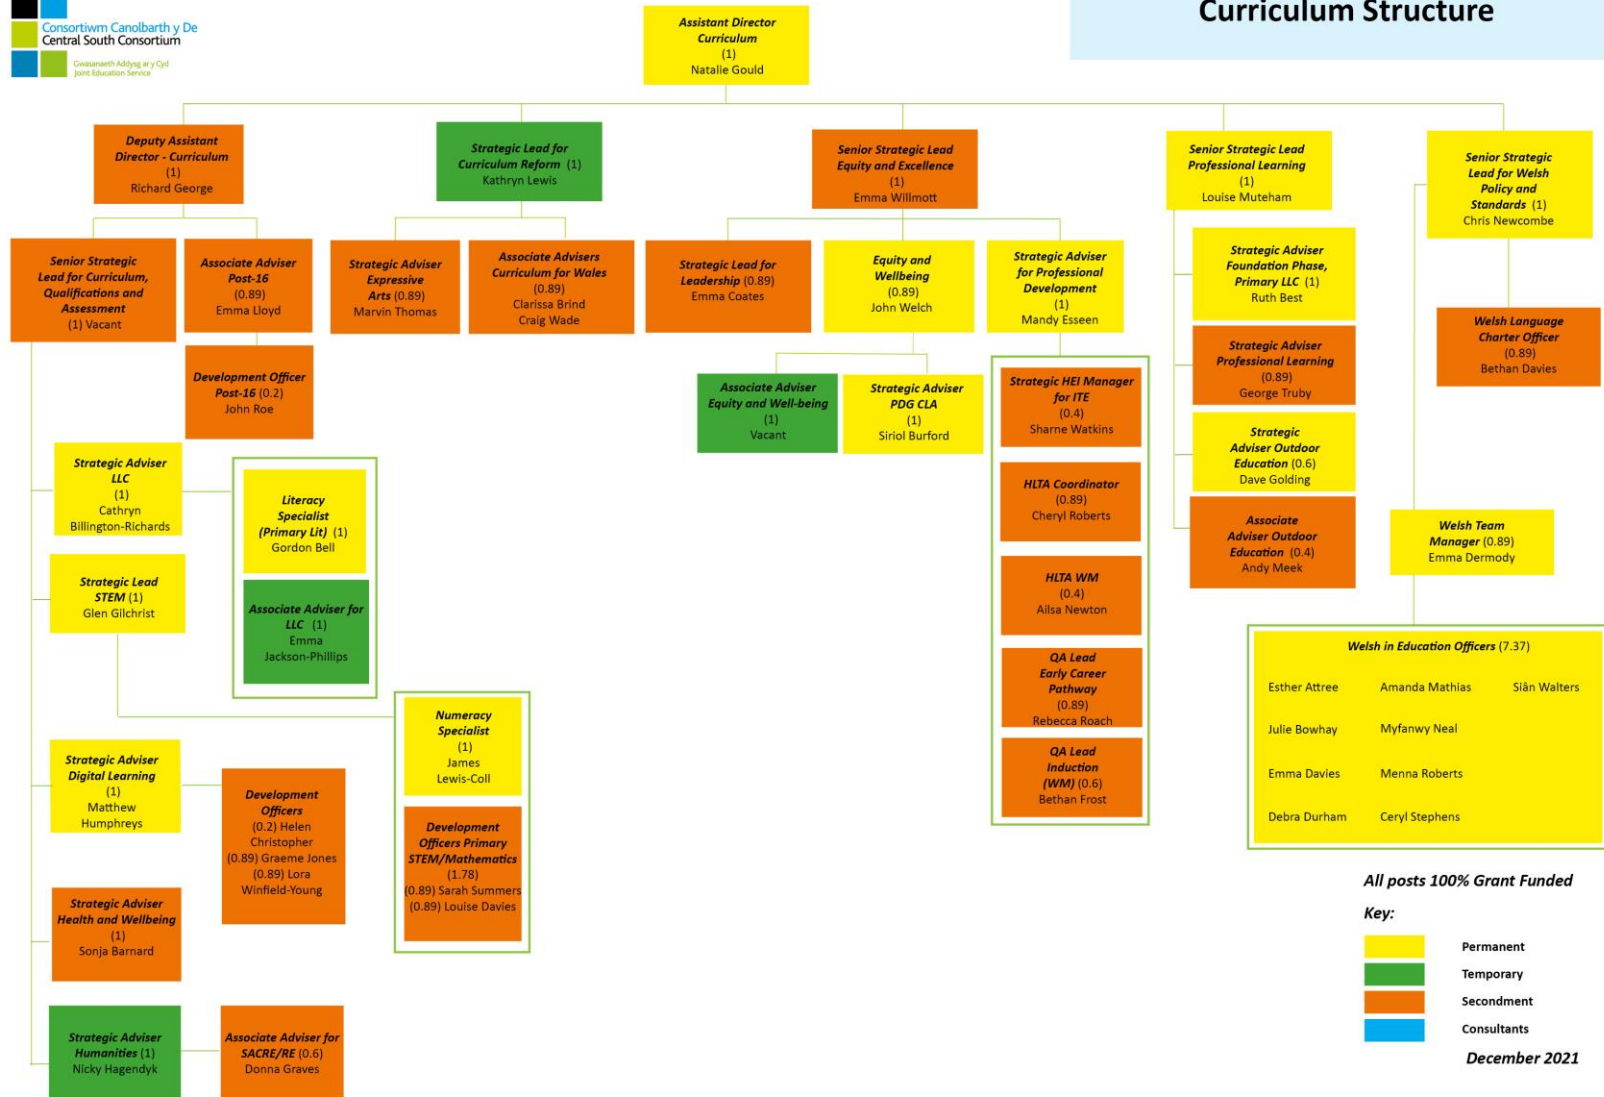 Consortiwm Canolbarth y De
Central South Consortium
Gwasanaeth Addysg ar y Cyd
Joint Education Service
Curriculum Structure
Assistant Director
Curriculum
(1)
Natalie Gould
Deputy Assistant
Director - Curriculum
(1)
Richard George
Strategic Lead for
Curriculum Reform (1)
Kathryn Lewis
Senior Strategic Lead
Equity and Excellence
(1)
Emma Willmott
Senior Strategic Lead
Professional Learning
(1)
Louise Muteham
Senior Strategic
Lead for Welsh
Policy and
Standards (1)
Chris Newcombe
Senior Strategic
Lead for Curriculum,
Qualifications and
Assessment
(1) Vacant
Associate Adviser
Post-16
(0.89)
Emma Lloyd
Development Officer
Post-16 (0.2)
John Roe
Strategic Adviser
Expressive
Arts (0.89)
Marvin Thomas
Associate Advisers
Curriculum for Wales
(0.89)
Clarissa Brind
Craig Wade
Strategic Lead for
Leadership (0.89)
Emma Coates
Equity and
Wellbeing
(0.89)
John Welch
Strategic Adviser
for Professional
Development
(1)
Mandy Esseen
Associate Adviser
Equity and Well-being
(1)
Vacant
Strategic Adviser
PDG CLA
(1)
Siriol Burford
Strategic HEI Manager
for ITE
(0.4)
Sharne Watkins
HLTA Coordinator
(0.89)
Cheryl Roberts
HLTA WM
(0.4)
Ailsa Newton
QA Lead
Early Career
Pathway
(0.89)
Rebecca Roach
QA Lead
Induction
(WM) (0.6)
Bethan Frost
Strategic Adviser
Foundation Phase,
Primary LLC (1)
Ruth Best
Strategic Adviser
Professional Learning
(0.89)
George Truby
Strategic
Adviser Outdoor
Education (0.6)
Dave Golding
Associate
Adviser Outdoor
Education (0.4)
Andy Meek
Welsh Language
Charter Officer
(0.89)
Bethan Davies
Welsh Team
Manager (0.89)
Emma Dermody
Welsh in Education Officers (7.37)
Esther Attree Amanda Mathias Siân Walters
Julie Bowhay Myfanwy Neal
Emma Davies Menna Roberts
Debra Durham Ceryl Stephens
Strategic Adviser
LLC
(1)
Cathryn
Billington-Richards
Literacy
Specialist
(Primary Lit) (1)
Gordon Bell
Associate Adviser for
LLC (1)
Emma
Jackson-Phillips
Strategic Lead
STEM (1)
Glen Gilchrist
Numeracy
Specialist
(1)
James
Lewis-Coll
Development
Officers Primary
STEM/Mathematics
(1.78)
(0.89) Sarah Summers
(0.89) Louise Davies
Strategic Adviser
Digital Learning
(1)
Matthew
Humphreys
Development
Officers
(0.2) Helen
Christopher
(0.89) Graeme Jones
(0.89) Lora
Winfield-Young
Strategic Adviser
Health and Wellbeing
(1)
Sonja Barnard
Strategic Adviser
Humanities (1)
Nicky Hagendyk
Associate Adviser for
SACRE/RE (0.6)
Donna Graves
All posts 100% Grant Funded
Key:
Permanent
Temporary
Secondment
Consultants
December 2021